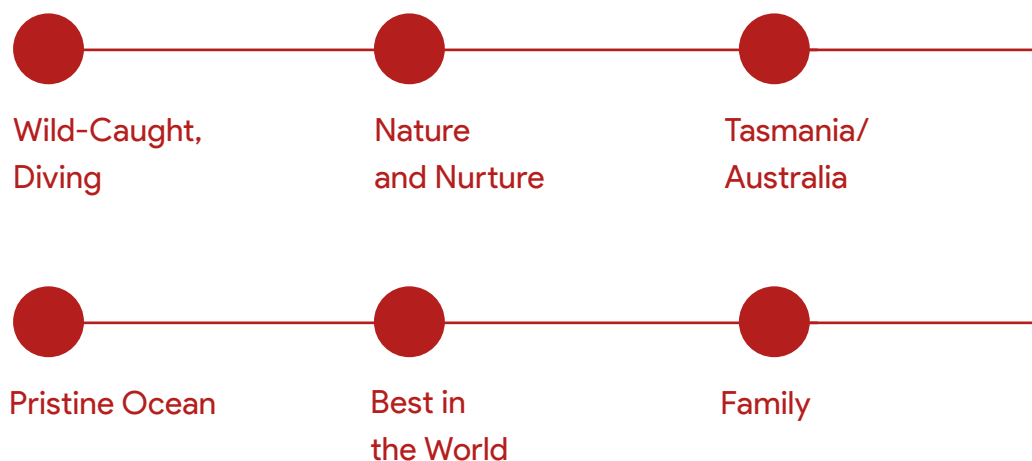 Wild-Caught,
Diving
Nature
and Nurture
Tasmania/
Australia
Pristine Ocean
Best in
the World
Family